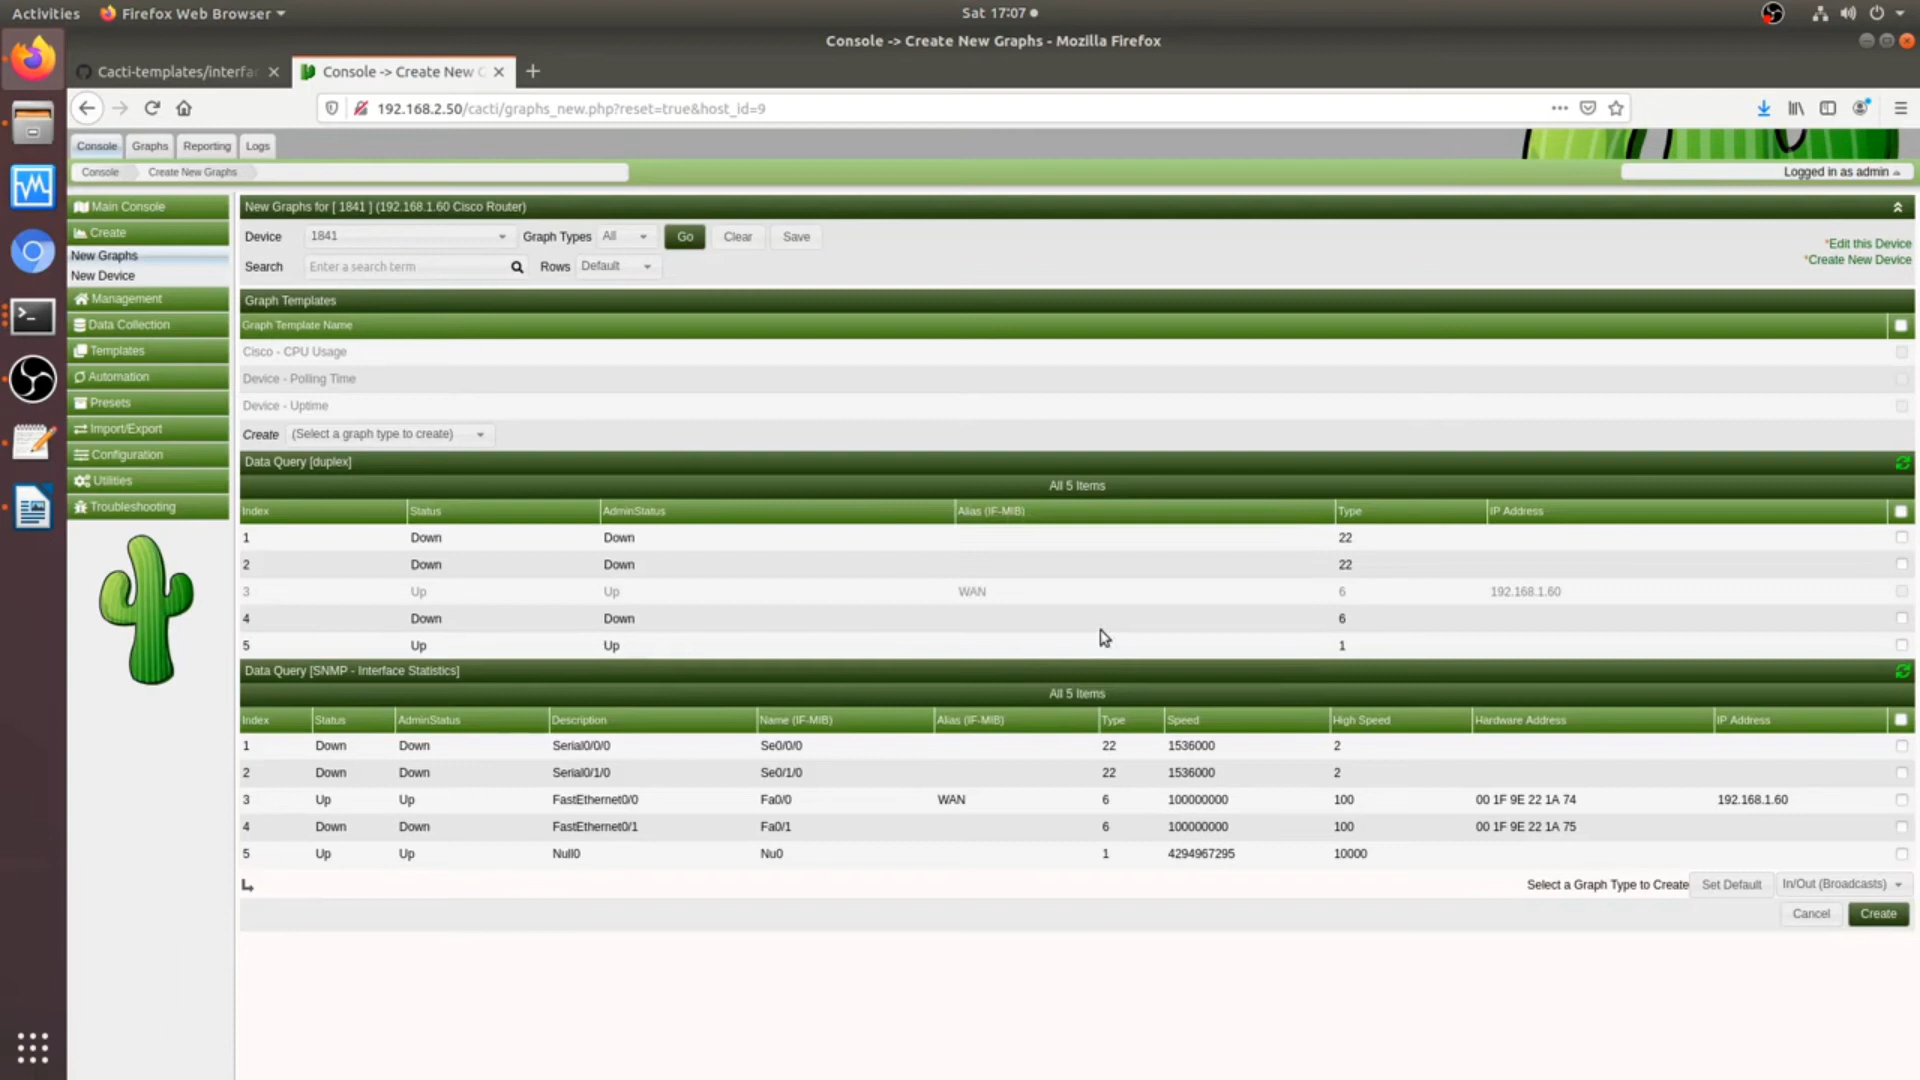 Activities Firefox Web Browser Sat 17:07
Console -> Create New Graphs - Mozilla Firefox
Cacti-templates/interfa Console -> Create New G
192.168.2.50/cacti/graphs_new.php?reset=true&host_id=9
Console Graphs Reporting Logs
Console Create New Graphs Logged in as admin
Main Console
Create
New Graphs
New Device
Management
Data Collection
Templates
Automation
Presets
Import/Export
Configuration
Utilities
Troubleshooting
New Graphs for [ 1841 ] (192.168.1.60 Cisco Router)
Device 1841 Graph Types All Go Clear Save
*Edit this Device
*Create New Device
Search Enter a search term Rows Default
Graph Templates
Graph Template Name
Cisco - CPU Usage
Device - Polling Time
Device - Uptime
Create (Select a graph type to create)
Data Query [duplex]
All 5 Items
Index Status AdminStatus Alias (IF-MIB) Type IP Address
1 Down Down 22
2 Down Down 22
3 Up Up WAN 6 192.168.1.60
4 Down Down 6
5 Up Up 1
Data Query [SNMP - Interface Statistics]
All 5 Items
Index Status AdminStatus Description Name (IF-MIB) Alias (IF-MIB) Type Speed High Speed Hardware Address IP Address
1 Down Down Serial0/0/0 Se0/0/0 22 1536000 2
2 Down Down Serial0/1/0 Se0/1/0 22 1536000 2
3 Up Up FastEthernet0/0 Fa0/0 WAN 6 100000000 100 00 1F 9E 22 1A 74 192.168.1.60
4 Down Down FastEthernet0/1 Fa0/1 6 100000000 100 00 1F 9E 22 1A 75
5 Up Up Null0 Nu0 1 4294967295 10000
Select a Graph Type to Create Set Default In/Out (Broadcasts)
Cancel Create